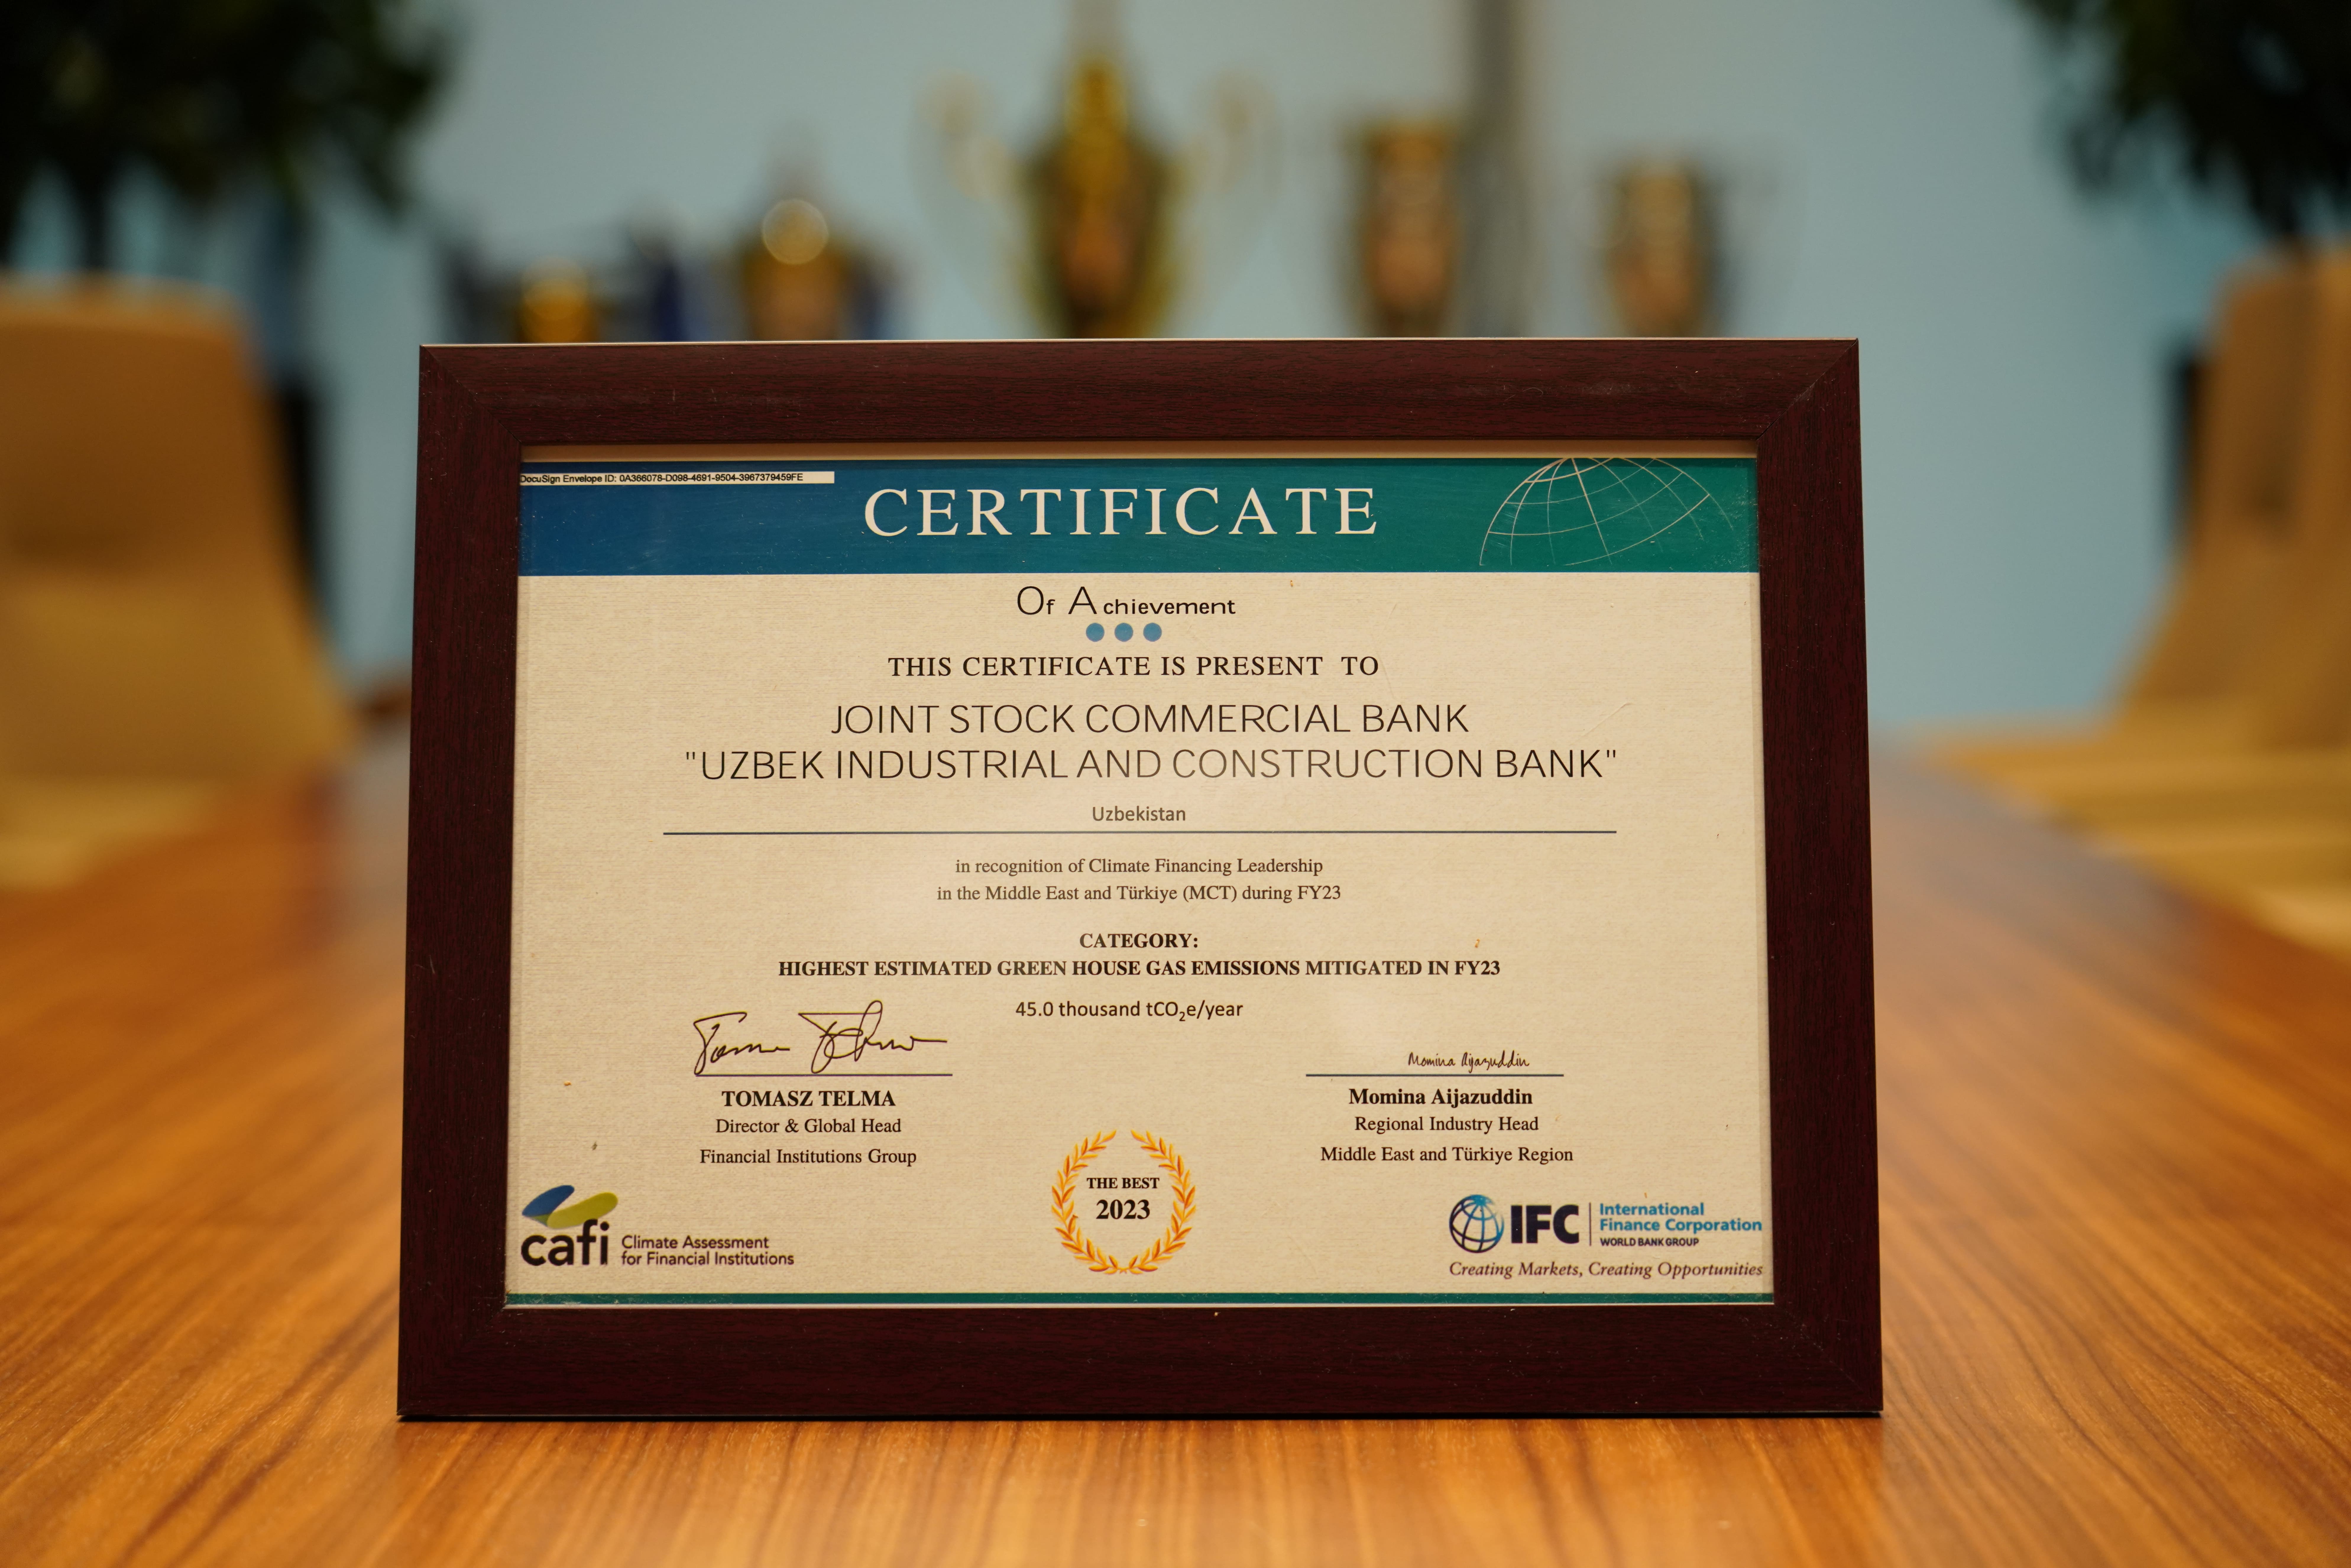 DocuSign Envelope ID: 0A366078-D098-4691-9504-3967379459FE
CERTIFICATE
Of Achievement
THIS CERTIFICATE IS PRESENT TO
JOINT STOCK COMMERCIAL BANK
"UZBEK INDUSTRIAL AND CONSTRUCTION BANK"
Uzbekistan
in recognition of Climate Financing Leadership
in the Middle East and Türkiye (MCT) during FY23
CATEGORY:
HIGHEST ESTIMATED GREEN HOUSE GAS EMISSIONS MITIGATED IN FY23
45.0 thousand tCO₂e/year
Momina Aijazuddin
TOMASZ TELMA
Director & Global Head
Financial Institutions Group
Momina Aijazuddin
Regional Industry Head
Middle East and Türkiye Region
THE BEST
2023
cafi
Climate Assessment
for Financial Institutions
IFC
International
Finance Corporation
WORLD BANK GROUP
Creating Markets, Creating Opportunities